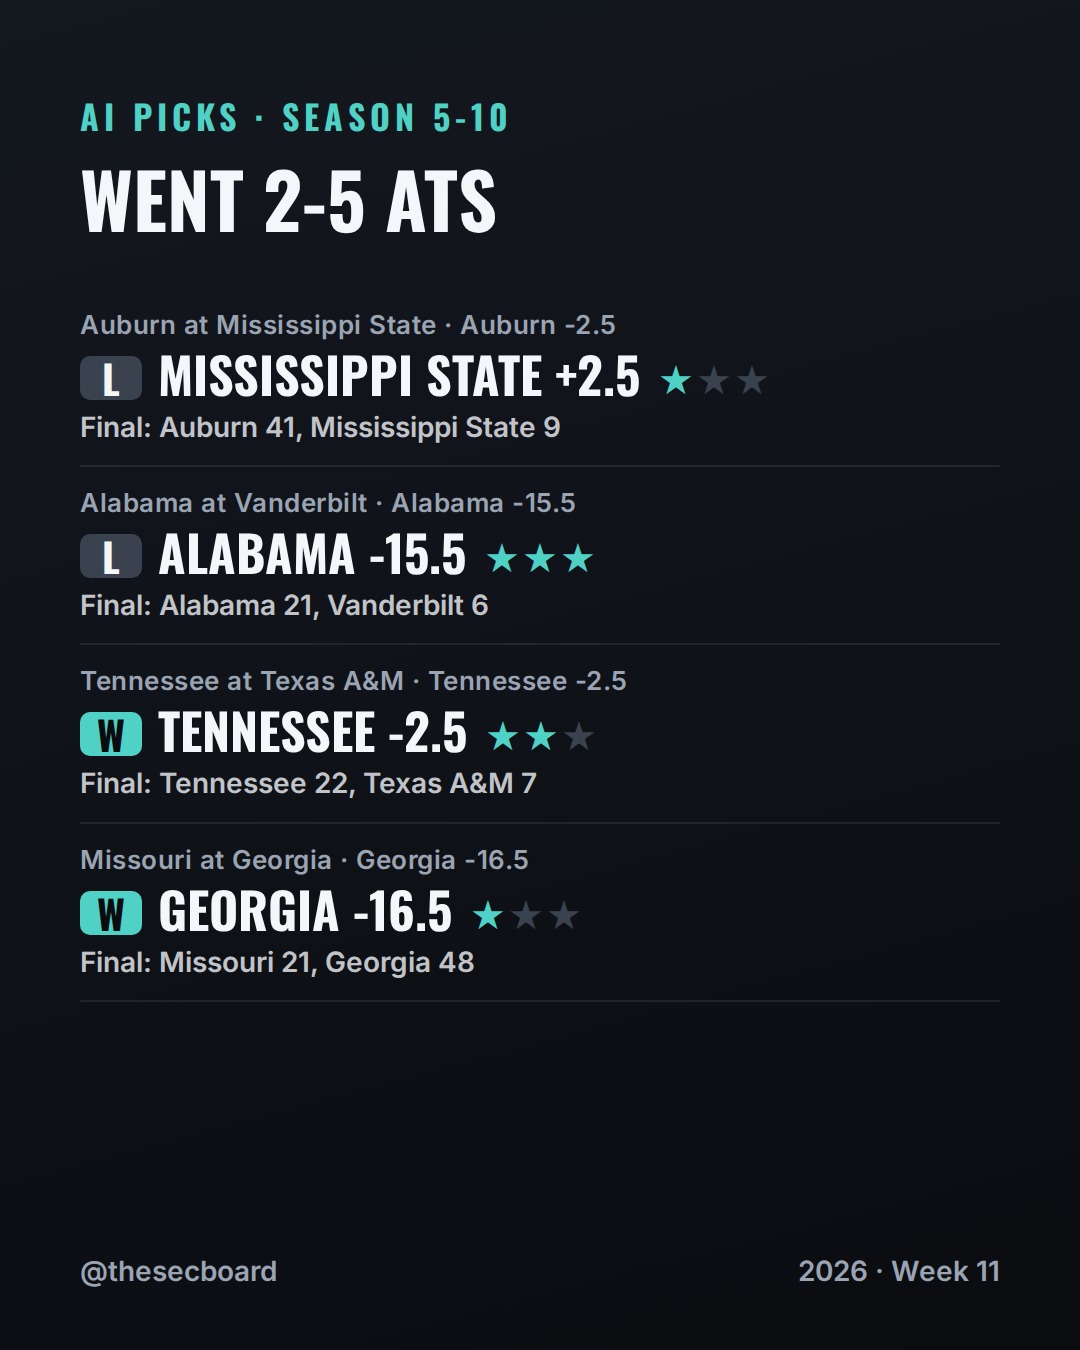 AI PICKS · SEASON 5-10
WENT 2-5 ATS
Auburn at Mississippi State · Auburn -2.5
L MISSISSIPPI STATE +2.5 ★★★
Final: Auburn 41, Mississippi State 9
Alabama at Vanderbilt · Alabama -15.5
L ALABAMA -15.5 ★★★
Final: Alabama 21, Vanderbilt 6
Tennessee at Texas A&M · Tennessee -2.5
W TENNESSEE -2.5 ★★★
Final: Tennessee 22, Texas A&M 7
Missouri at Georgia · Georgia -16.5
W GEORGIA -16.5 ★★★
Final: Missouri 21, Georgia 48
@thesecboard
2026 · Week 11